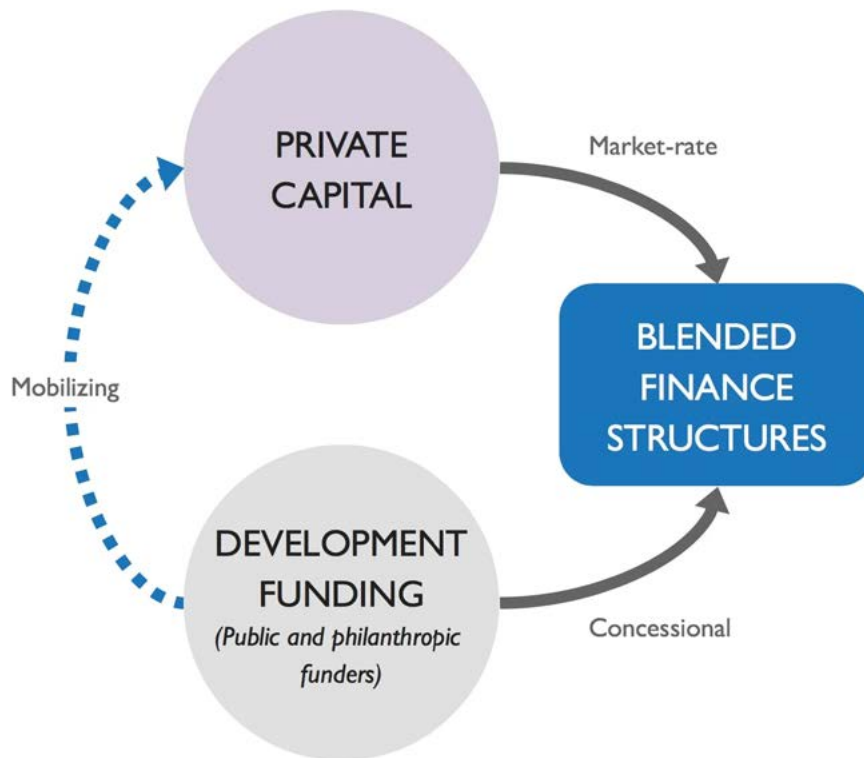 PRIVATE
CAPITAL
Market-rate
BLENDED
FINANCE
STRUCTURES
Mobilizing
DEVELOPMENT
FUNDING
(Public and philanthropic
funders)
Concessional